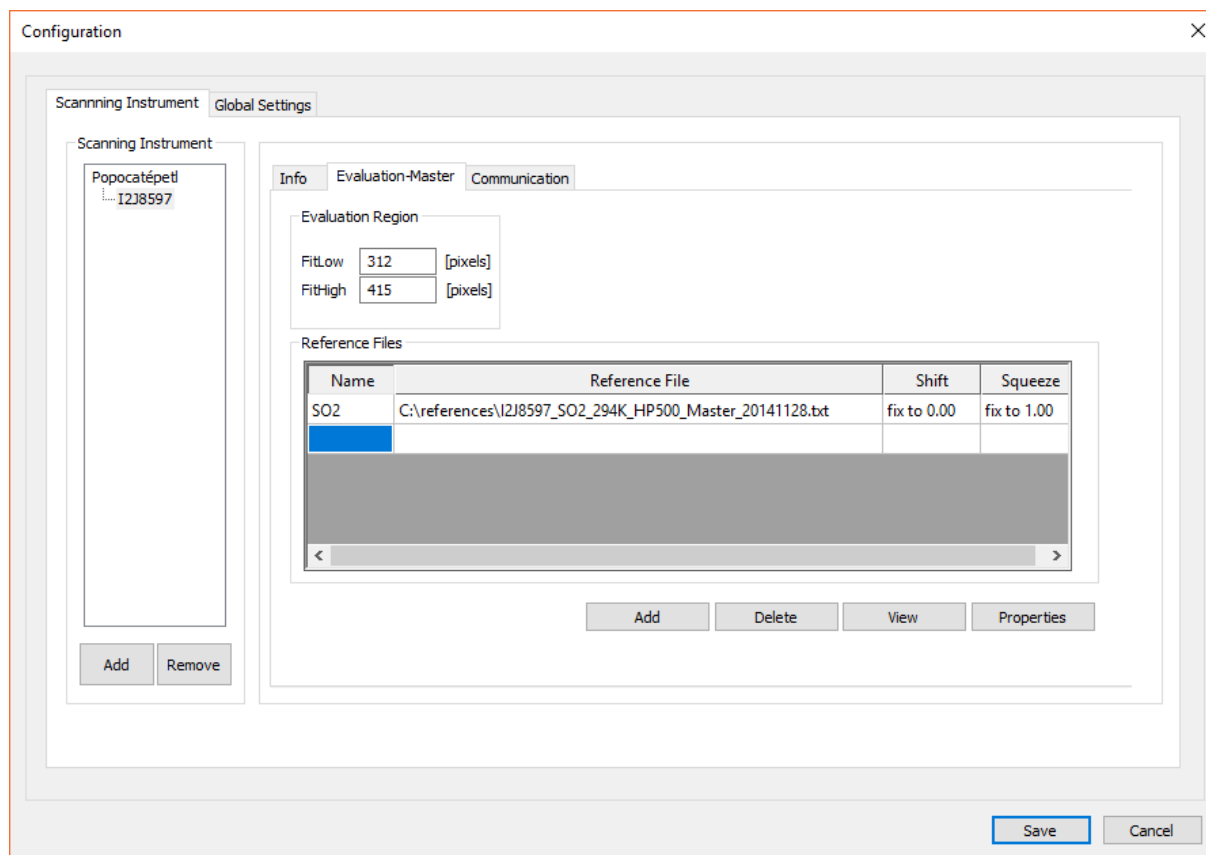 Configuration
Scannning Instrument Global Settings
Scanning Instrument
Popocatépetl
I2J8597
Info Evaluation-Master Communication
Evaluation Region
FitLow 312 [pixels]
FitHigh 415 [pixels]
Reference Files
Name Reference File Shift Squeeze
SO2 C:\references\I2J8597_SO2_294K_HP500_Master_20141128.txt fix to 0.00 fix to 1.00
Add Delete View Properties
Add Remove
Save Cancel